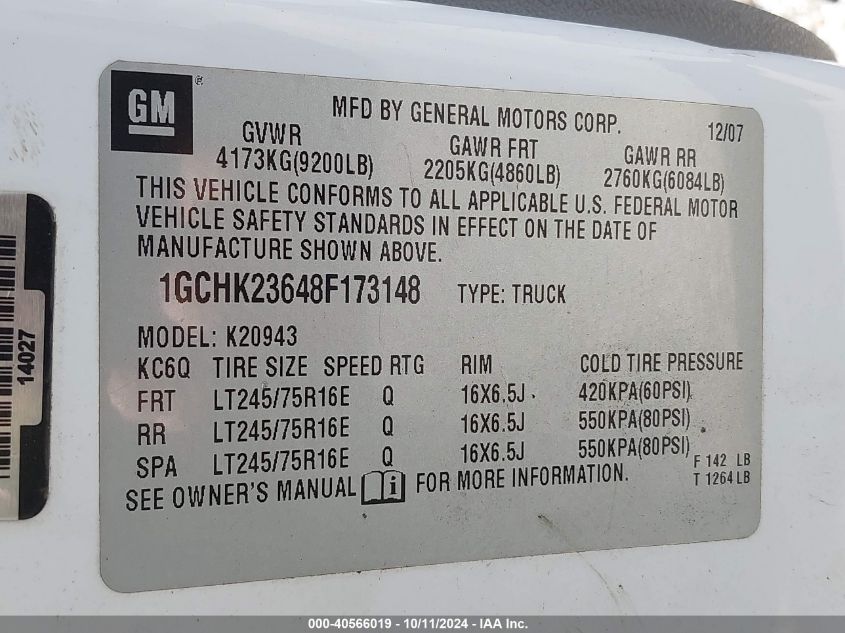 GM ®
MFD BY GENERAL MOTORS CORP. 12/07
GVWR GAWR FRT GAWR RR
4173KG(9200LB) 2205KG(4860LB) 2760KG(6084LB)
THIS VEHICLE CONFORMS TO ALL APPLICABLE U.S. FEDERAL MOTOR
VEHICLE SAFETY STANDARDS IN EFFECT ON THE DATE OF
MANUFACTURE SHOWN ABOVE.
1GCHK23648F173148 TYPE: TRUCK
MODEL: K20943
KC6Q TIRE SIZE SPEED RTG RIM COLD TIRE PRESSURE
FRT LT245/75R16E Q 16X6.5J 420KPA(60PSI)
RR LT245/75R16E Q 16X6.5J 550KPA(80PSI)
SPA LT245/75R16E Q 16X6.5J 550KPA(80PSI)
F 142 LB
T 1264LB
SEE OWNER'S MANUAL i FOR MORE INFORMATION.
14027
000-40566019 - 10/11/2024 - IAA Inc.